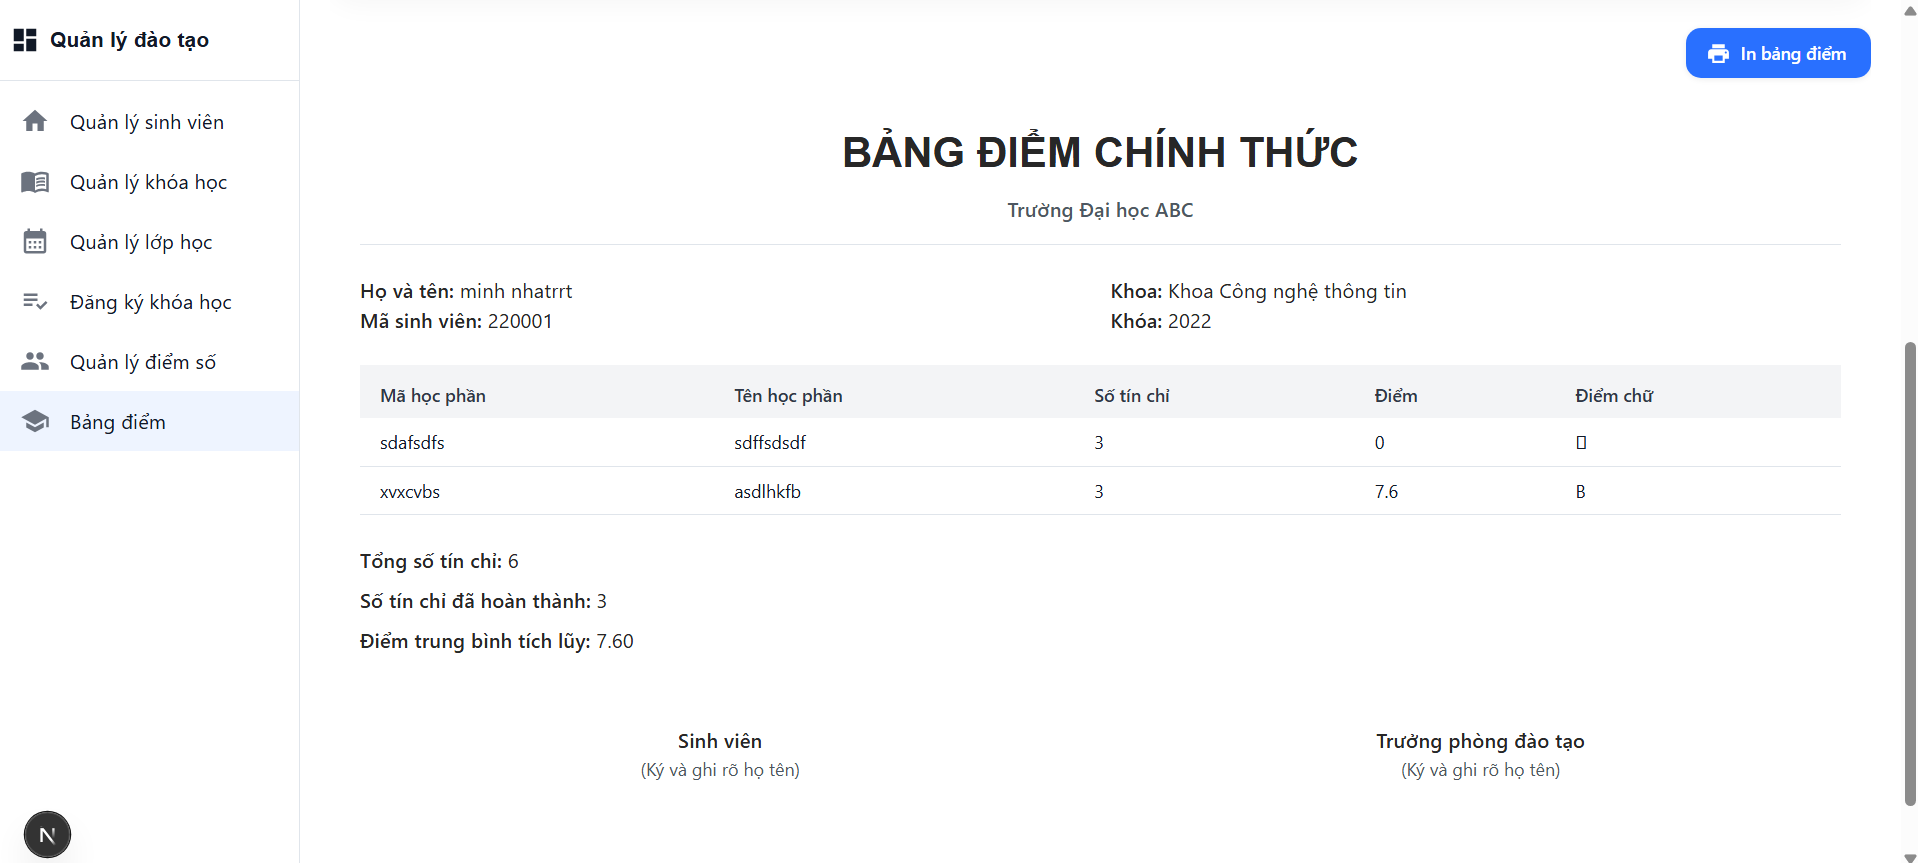 Quản lý đào tạo
Quản lý sinh viên
Quản lý khóa học
Quản lý lớp học
Đăng ký khóa học
Quản lý điểm số
Bảng điểm
In bảng điểm
BẢNG ĐIỂM CHÍNH THỨC
Trường Đại học ABC
Họ và tên: minh nhatrrt
Khoa: Khoa Công nghệ thông tin
Mã sinh viên: 220001
Khóa: 2022
Mã học phần Tên học phần Số tín chỉ Điểm Điểm chữ
sdafsdfs sdffsdsdf 3 0
xvxcvbs asdlhkfb 3 7.6 B
Tổng số tín chỉ: 6
Số tín chỉ đã hoàn thành: 3
Điểm trung bình tích lũy: 7.60
Sinh viên Trưởng phòng đào tạo
(Ký và ghi rõ họ tên) (Ký và ghi rõ họ tên)
N